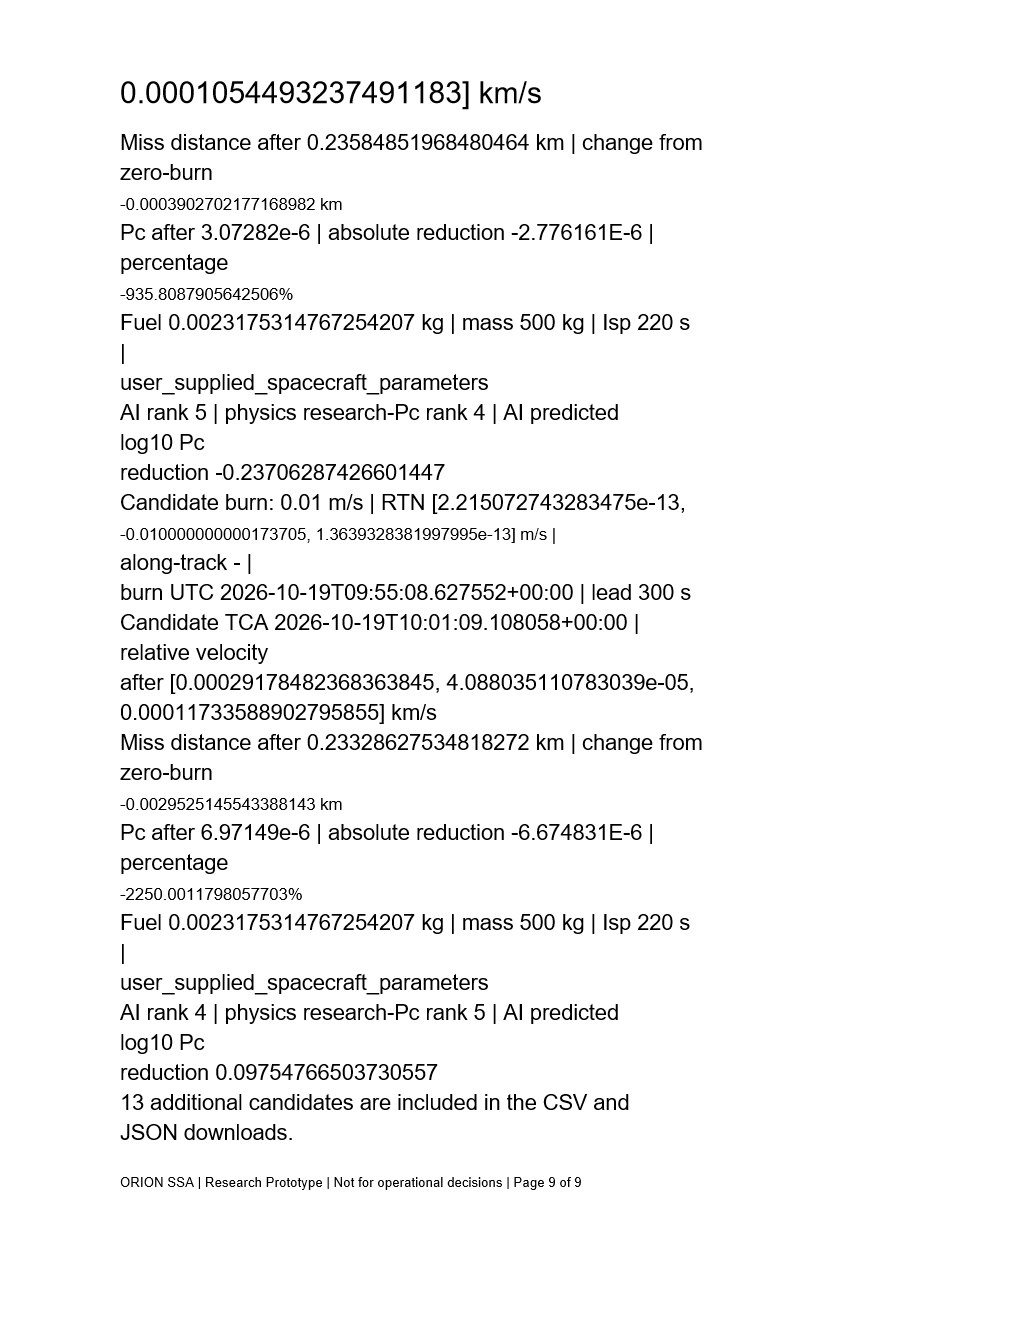 0.0001054493237491183] km/s
Miss distance after 0.23584851968480464 km | change from
zero-burn
-0.0003902702177168982 km
Pc after 3.07282e-6 | absolute reduction -2.776161E-6 |
percentage
-935.8087905642506%
Fuel 0.0023175314767254207 kg | mass 500 kg | Isp 220 s
|
user_supplied_spacecraft_parameters
AI rank 5 | physics research-Pc rank 4 | AI predicted
log10 Pc
reduction -0.23706287426601447
Candidate burn: 0.01 m/s | RTN [2.215072743283475e-13,
-0.010000000000173705, 1.3639328381997995e-13] m/s |
along-track - |
burn UTC 2026-10-19T09:55:08.627552+00:00 | lead 300 s
Candidate TCA 2026-10-19T10:01:09.108058+00:00 |
relative velocity
after [0.00029178482368363845, 4.088035110783039e-05,
0.00011733588902795855] km/s
Miss distance after 0.23328627534818272 km | change from
zero-burn
-0.0029525145543388143 km
Pc after 6.97149e-6 | absolute reduction -6.674831E-6 |
percentage
-2250.0011798057703%
Fuel 0.0023175314767254207 kg | mass 500 kg | Isp 220 s
|
user_supplied_spacecraft_parameters
AI rank 4 | physics research-Pc rank 5 | AI predicted
log10 Pc
reduction 0.09754766503730557
13 additional candidates are included in the CSV and
JSON downloads.
ORION SSA | Research Prototype | Not for operational decisions | Page 9 of 9